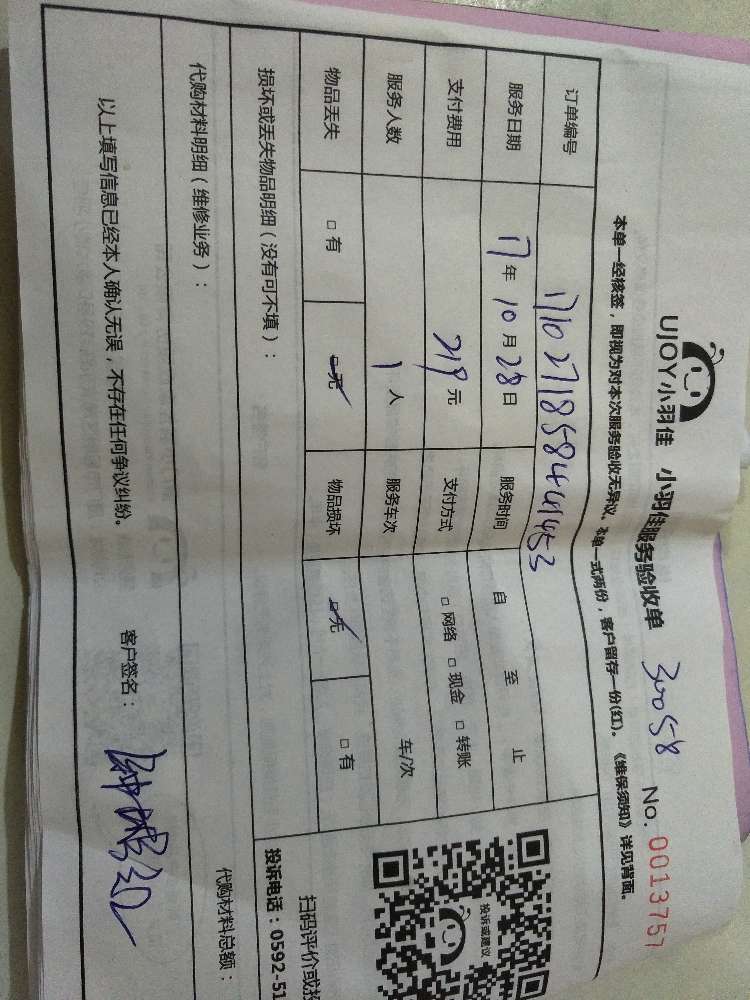 UJOY小羽佳 小羽佳服务验收单 30058 No. 0013757
本单一经核签，即视为对本次服务验收无异议，本单一式两份，客户留存一份(红)。《维保须知》详见背面。
订单编号 171027185844141453
服务日期 17年10月28日 服务时间 自 至 止
支付费用 219元 支付方式 □网络 □现金 □转账
服务人数 1人 服务车次 车/次
物品丢失 □有 □无 物品损坏 □无 □有
损坏或丢失物品明细（没有可不填）：
代购材料明细（维修业务）：
代购材料总额：
以上填写信息已经本人确认无误，不存在任何争议纠纷。
客户签名：
投诉或建议
扫码评价或投
投诉电话：0592-51